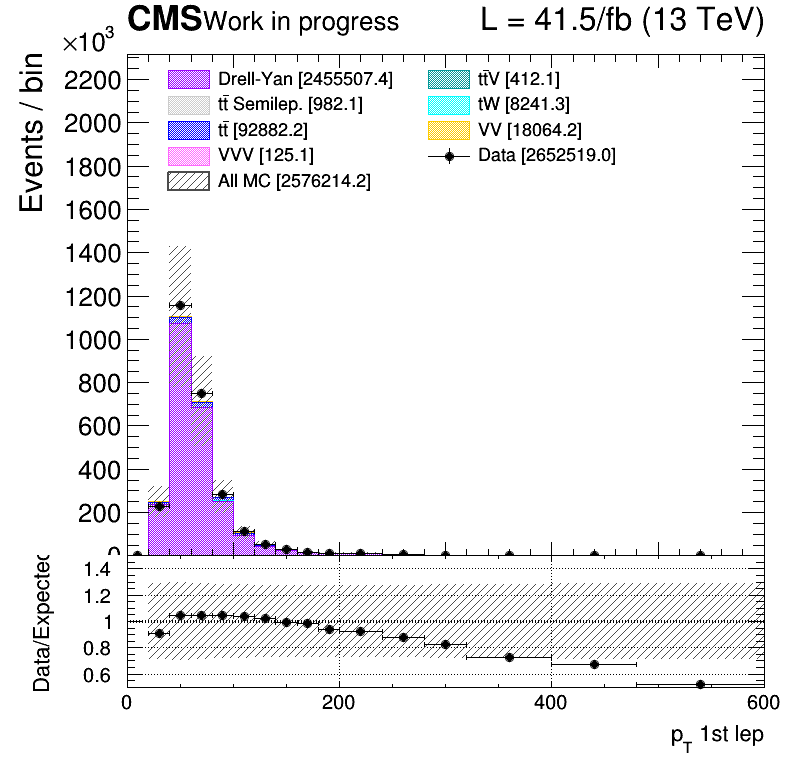 CMS Work in progress L = 41.5/fb (13 TeV)
×10³
Events / bin
Drell-Yan [2455507.4]
tt̄ Semilep. [982.1]
tt̄ [92882.2]
VVV [125.1]
All MC [2576214.2]
tt̄V [412.1]
tW [8241.3]
VV [18064.2]
Data [2652519.0]
2200
2000
1800
1600
1400
1200
1000
800
600
400
200
0
Data/Expected
1.4
1.2
1
0.8
0.6
0 200 400 600
p_T 1st lep